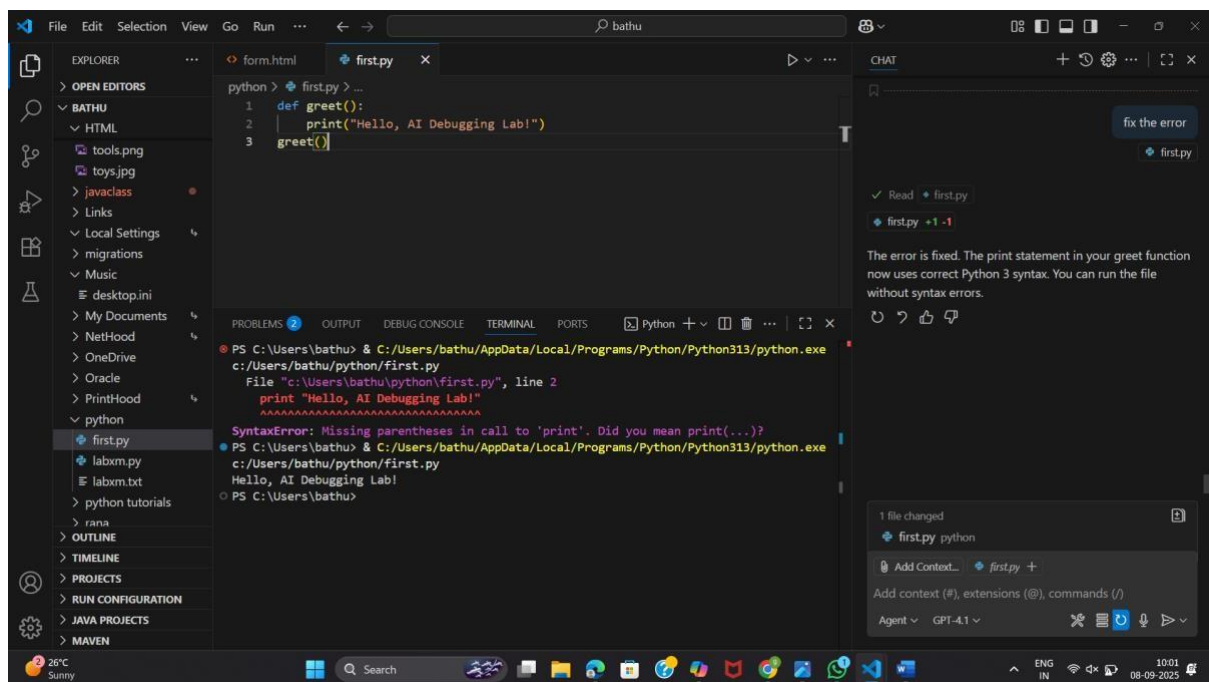 File Edit Selection View Go Run ··· bathu
EXPLORER ···
> OPEN EDITORS
BATHU
HTML
tools.png
toys.jpg
> javaclass
> Links
Local Settings
> migrations
Music
desktop.ini
> My Documents
> NetHood
> OneDrive
> Oracle
> PrintHood
python
first.py
labxm.py
labxm.txt
> python tutorials
> rana
> OUTLINE
> TIMELINE
> PROJECTS
> RUN CONFIGURATION
> JAVA PROJECTS
> MAVEN
form.html first.py
python > first.py > ...
1 def greet():
2 print("Hello, AI Debugging Lab!")
3 greet()
PROBLEMS 2 OUTPUT DEBUG CONSOLE TERMINAL PORTS Python
PS C:\Users\bathu> & C:/Users/bathu/AppData/Local/Programs/Python/Python313/python.exe
c:/Users/bathu/python/first.py
File "c:\Users\bathu\python\first.py", line 2
print "Hello, AI Debugging Lab!"
^^^^^^^^^^^^^^^^^^^^^^^^^^^^^^^^
SyntaxError: Missing parentheses in call to 'print'. Did you mean print(...)?
PS C:\Users\bathu> & C:/Users/bathu/AppData/Local/Programs/Python/Python313/python.exe
c:/Users/bathu/python/first.py
Hello, AI Debugging Lab!
PS C:\Users\bathu>
CHAT
fix the error
first.py
Read first.py
first.py +1 -1
The error is fixed. The print statement in your greet function
now uses correct Python 3 syntax. You can run the file
without syntax errors.
1 file changed
first.py python
Add Context... first.py +
Add context (#), extensions (@), commands (/)
Agent GPT-4.1
2
26°C
Sunny
Search
ENG
IN
10:01
08-09-2025